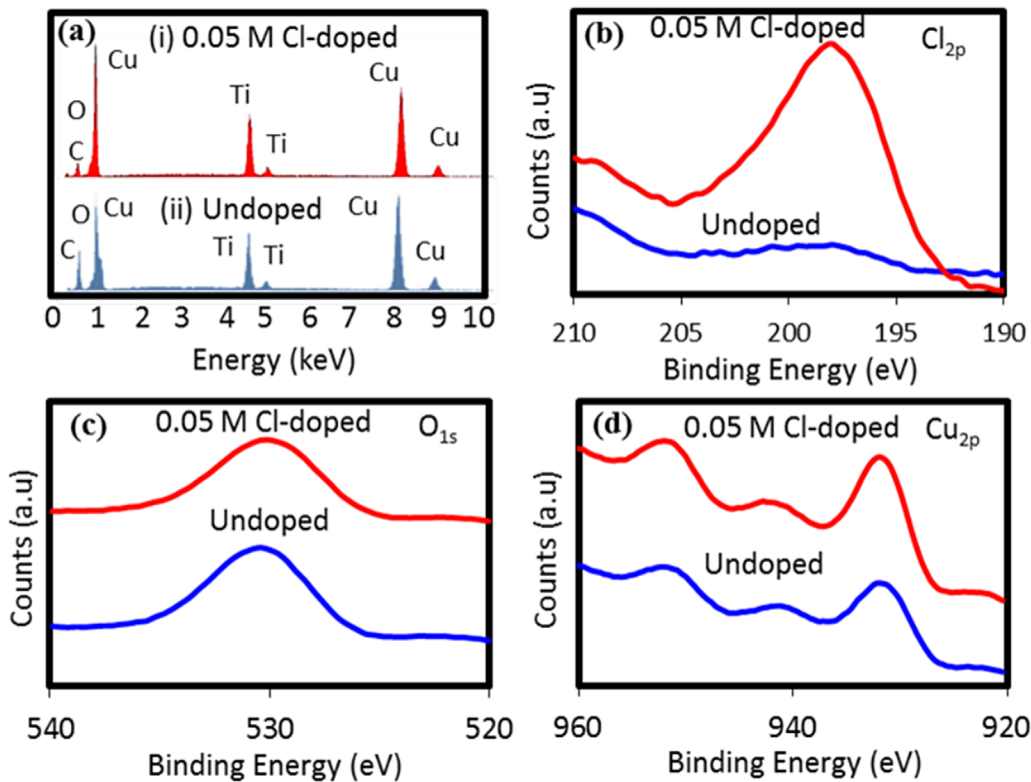 (a)
(i) 0.05 M Cl-doped
Cu
O
C
Ti
Ti
Cu
Cu
(ii) Undoped
O
Cu
C
Ti
Ti
Cu
Cu
0 1 2 3 4 5 6 7 8 9 10
Energy (keV)
(b)
0.05 M Cl-doped
Cl2p
Undoped
Counts (a.u)
210 205 200 195 190
Binding Energy (eV)
(c)
0.05 M Cl-doped
O1s
Undoped
Counts (a.u)
540 530 520
Binding Energy (eV)
(d)
0.05 M Cl-doped
Cu2p
Undoped
Counts (a.u)
960 940 920
Binding Energy (eV)